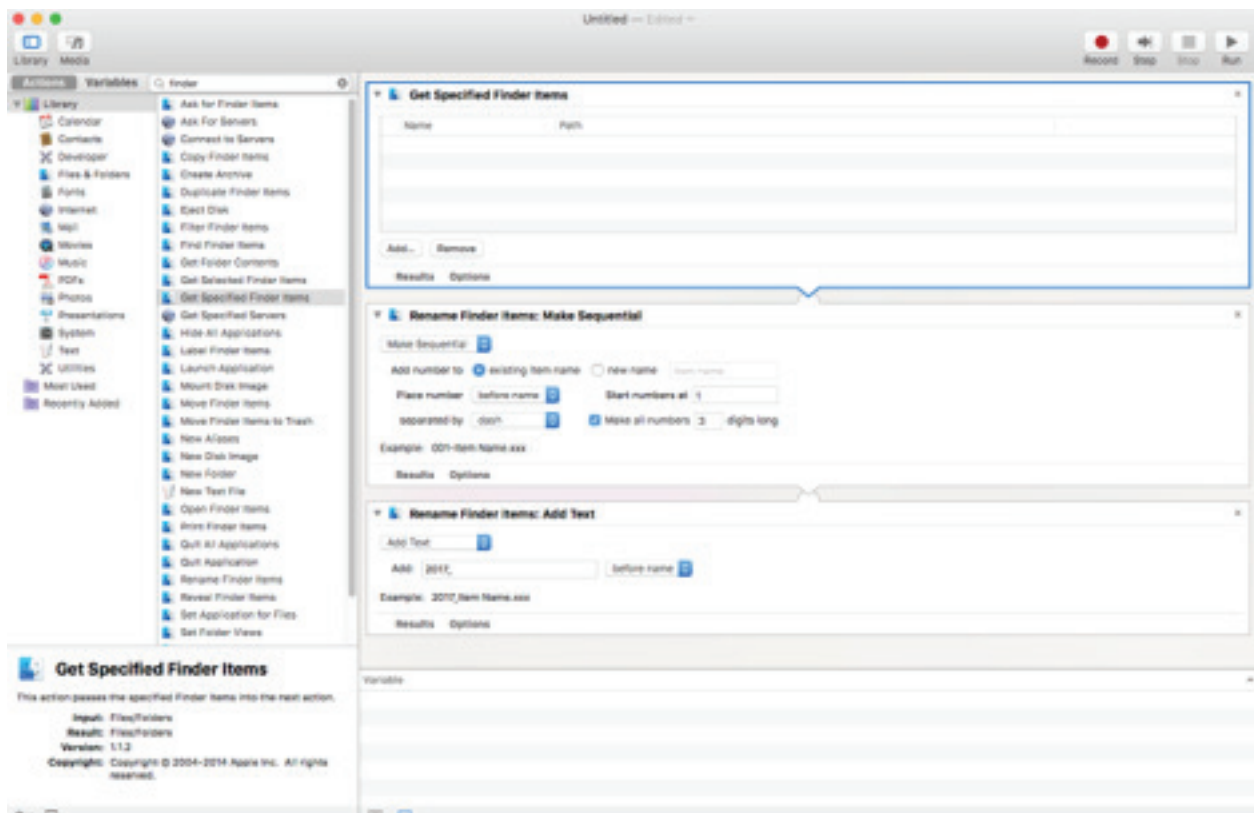 Untitled — Edited
Library Media
Record Step Stop Run
Actions Variables
finder
Library
Calendar
Contacts
Developer
Files & Folders
Fonts
Internet
Mail
Movies
Music
PDFs
Photos
Presentations
System
Text
Utilities
Most Used
Recently Added
Ask for Finder Items
Ask For Servers
Connect to Servers
Copy Finder Items
Create Archive
Duplicate Finder Items
Eject Disk
Filter Finder Items
Find Finder Items
Get Folder Contents
Get Selected Finder Items
Get Specified Finder Items
Get Specified Servers
Hide All Applications
Label Finder Items
Launch Application
Mount Disk Image
Move Finder Items
Move Finder Items to Trash
New Aliases
New Disk Image
New Folder
New Text File
Open Finder Items
Print Finder Items
Quit All Applications
Quit Application
Rename Finder Items
Reveal Finder Items
Set Application for Files
Set Folder Views
Get Specified Finder Items
This action passes the specified Finder items into the next action.
Input: Files/Folders
Result: Files/Folders
Version: 1.1.2
Copyright: Copyright © 2004-2014 Apple Inc. All rights
reserved.
Get Specified Finder Items
Name Path
Add... Remove
Results Options
Rename Finder Items: Make Sequential
Make Sequential
Add number to existing item name new name item name
Place number before name Start numbers at 1
separated by dash Make all numbers 3 digits long
Example: 001-Item Name.xxx
Results Options
Rename Finder Items: Add Text
Add Text
Add: 2017_ before name
Example: 2017_Item Name.xxx
Results Options
Variable